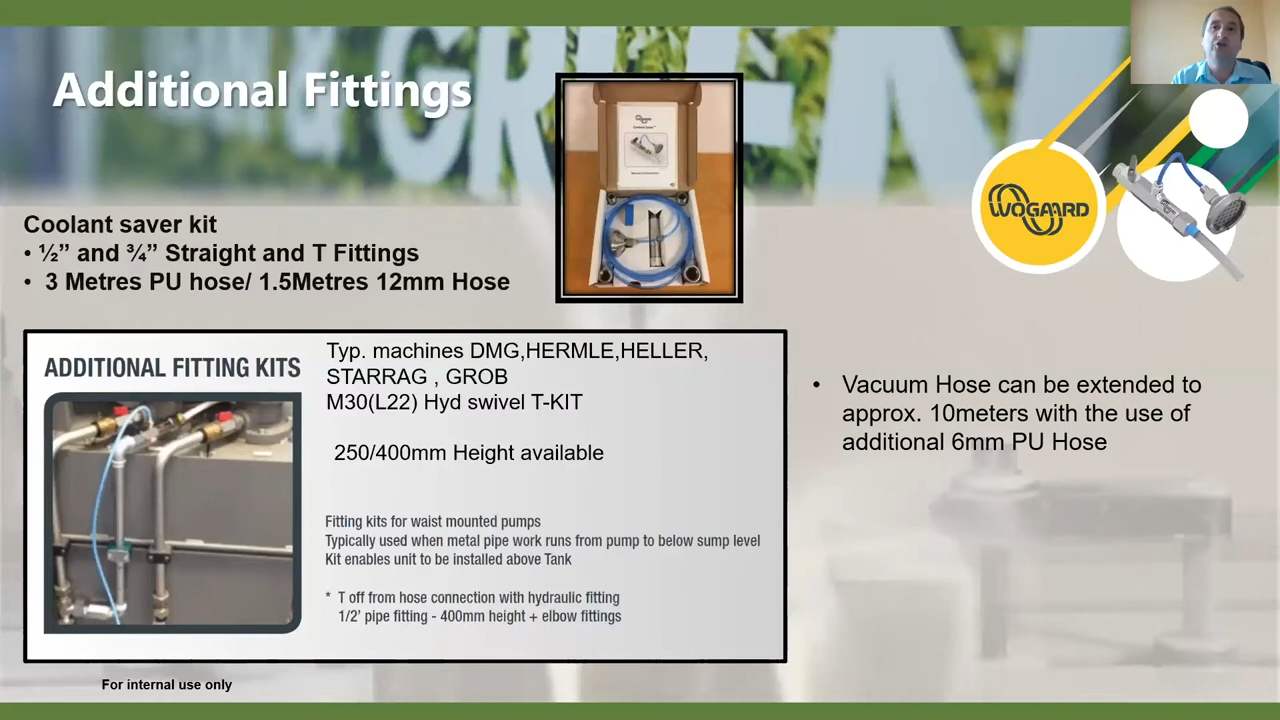 GREEN
Additional Fittings
WOGAARD
Coolant saver kit
• ½” and ¾” Straight and T Fittings
• 3 Metres PU hose/ 1.5Metres 12mm Hose
ADDITIONAL FITTING KITS
Typ. machines DMG,HERMLE,HELLER,
STARRAG , GROB
M30(L22) Hyd swivel T-KIT
250/400mm Height available
Fitting kits for waist mounted pumps
Typically used when metal pipe work runs from pump to below sump level
Kit enables unit to be installed above Tank
* T off from hose connection with hydraulic fitting
1/2’ pipe fitting - 400mm height + elbow fittings
• Vacuum Hose can be extended to
approx. 10meters with the use of
additional 6mm PU Hose
For internal use only